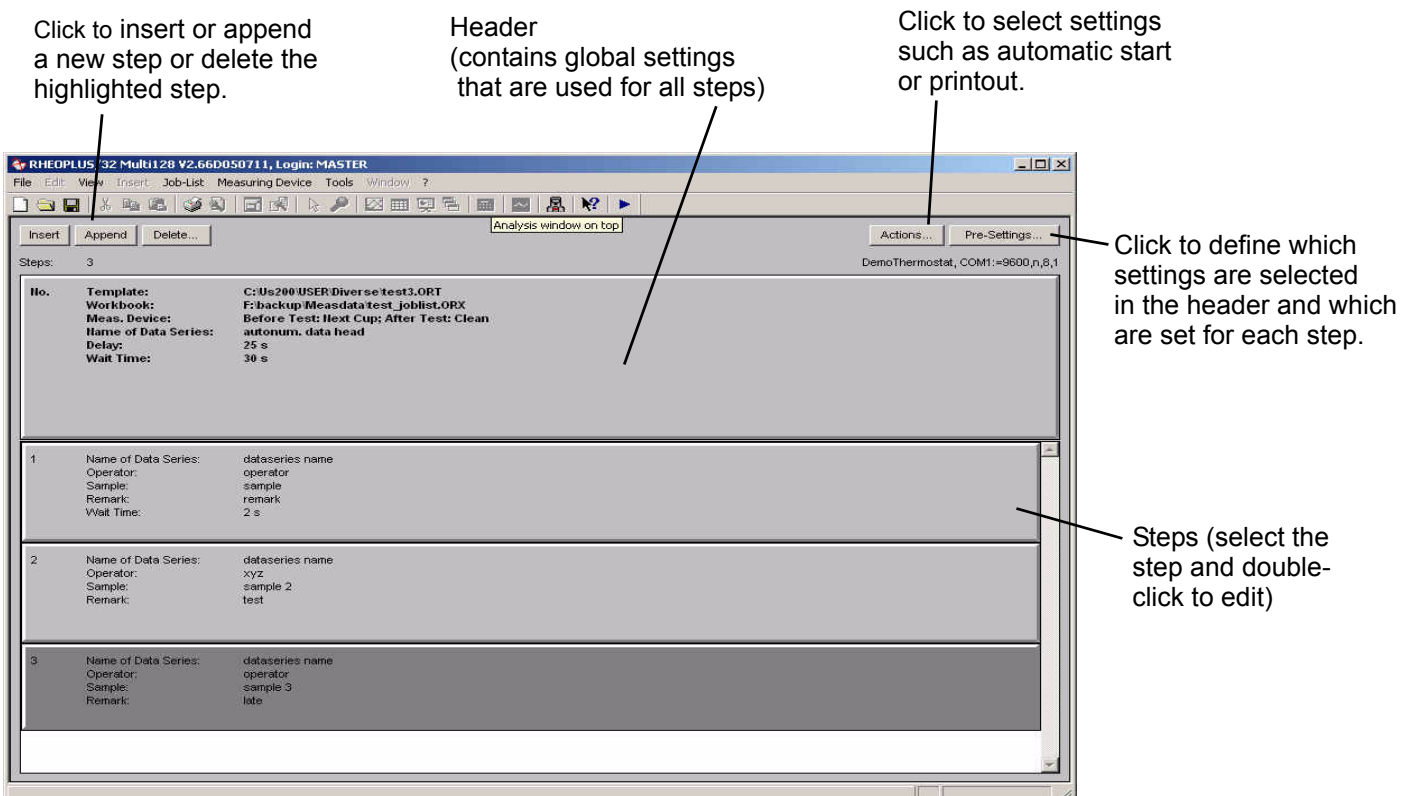 Click to insert or append
a new step or delete the
highlighted step.
Header
(contains global settings
that are used for all steps)
Click to select settings
such as automatic start
or printout.
RHEOPLUS/32 Multi128 V2.66D050711, Login: MASTER
File Edit View Insert Job-List Measuring Device Tools Window ?
Analysis window on top
Insert Append Delete... Actions... Pre-Settings...
Steps: 3 DemoThermostat, COM1:=9600,n,8,1
No. Template: C:\Us200\USER\Diverse\test3.ORT
Workbook: F:\backup\Measdata\test_joblist.ORX
Meas. Device: Before Test: Next Cup; After Test: Clean
Name of Data Series: autonum. data head
Delay: 25 s
Wait Time: 30 s
1 Name of Data Series: dataseries name
Operator: operator
Sample: sample
Remark: remark
Wait Time: 2 s
2 Name of Data Series: dataseries name
Operator: xyz
Sample: sample 2
Remark: test
3 Name of Data Series: dataseries name
Operator: operator
Sample: sample 3
Remark: late
Click to define which
settings are selected
in the header and which
are set for each step.
Steps (select the
step and double-
click to edit)